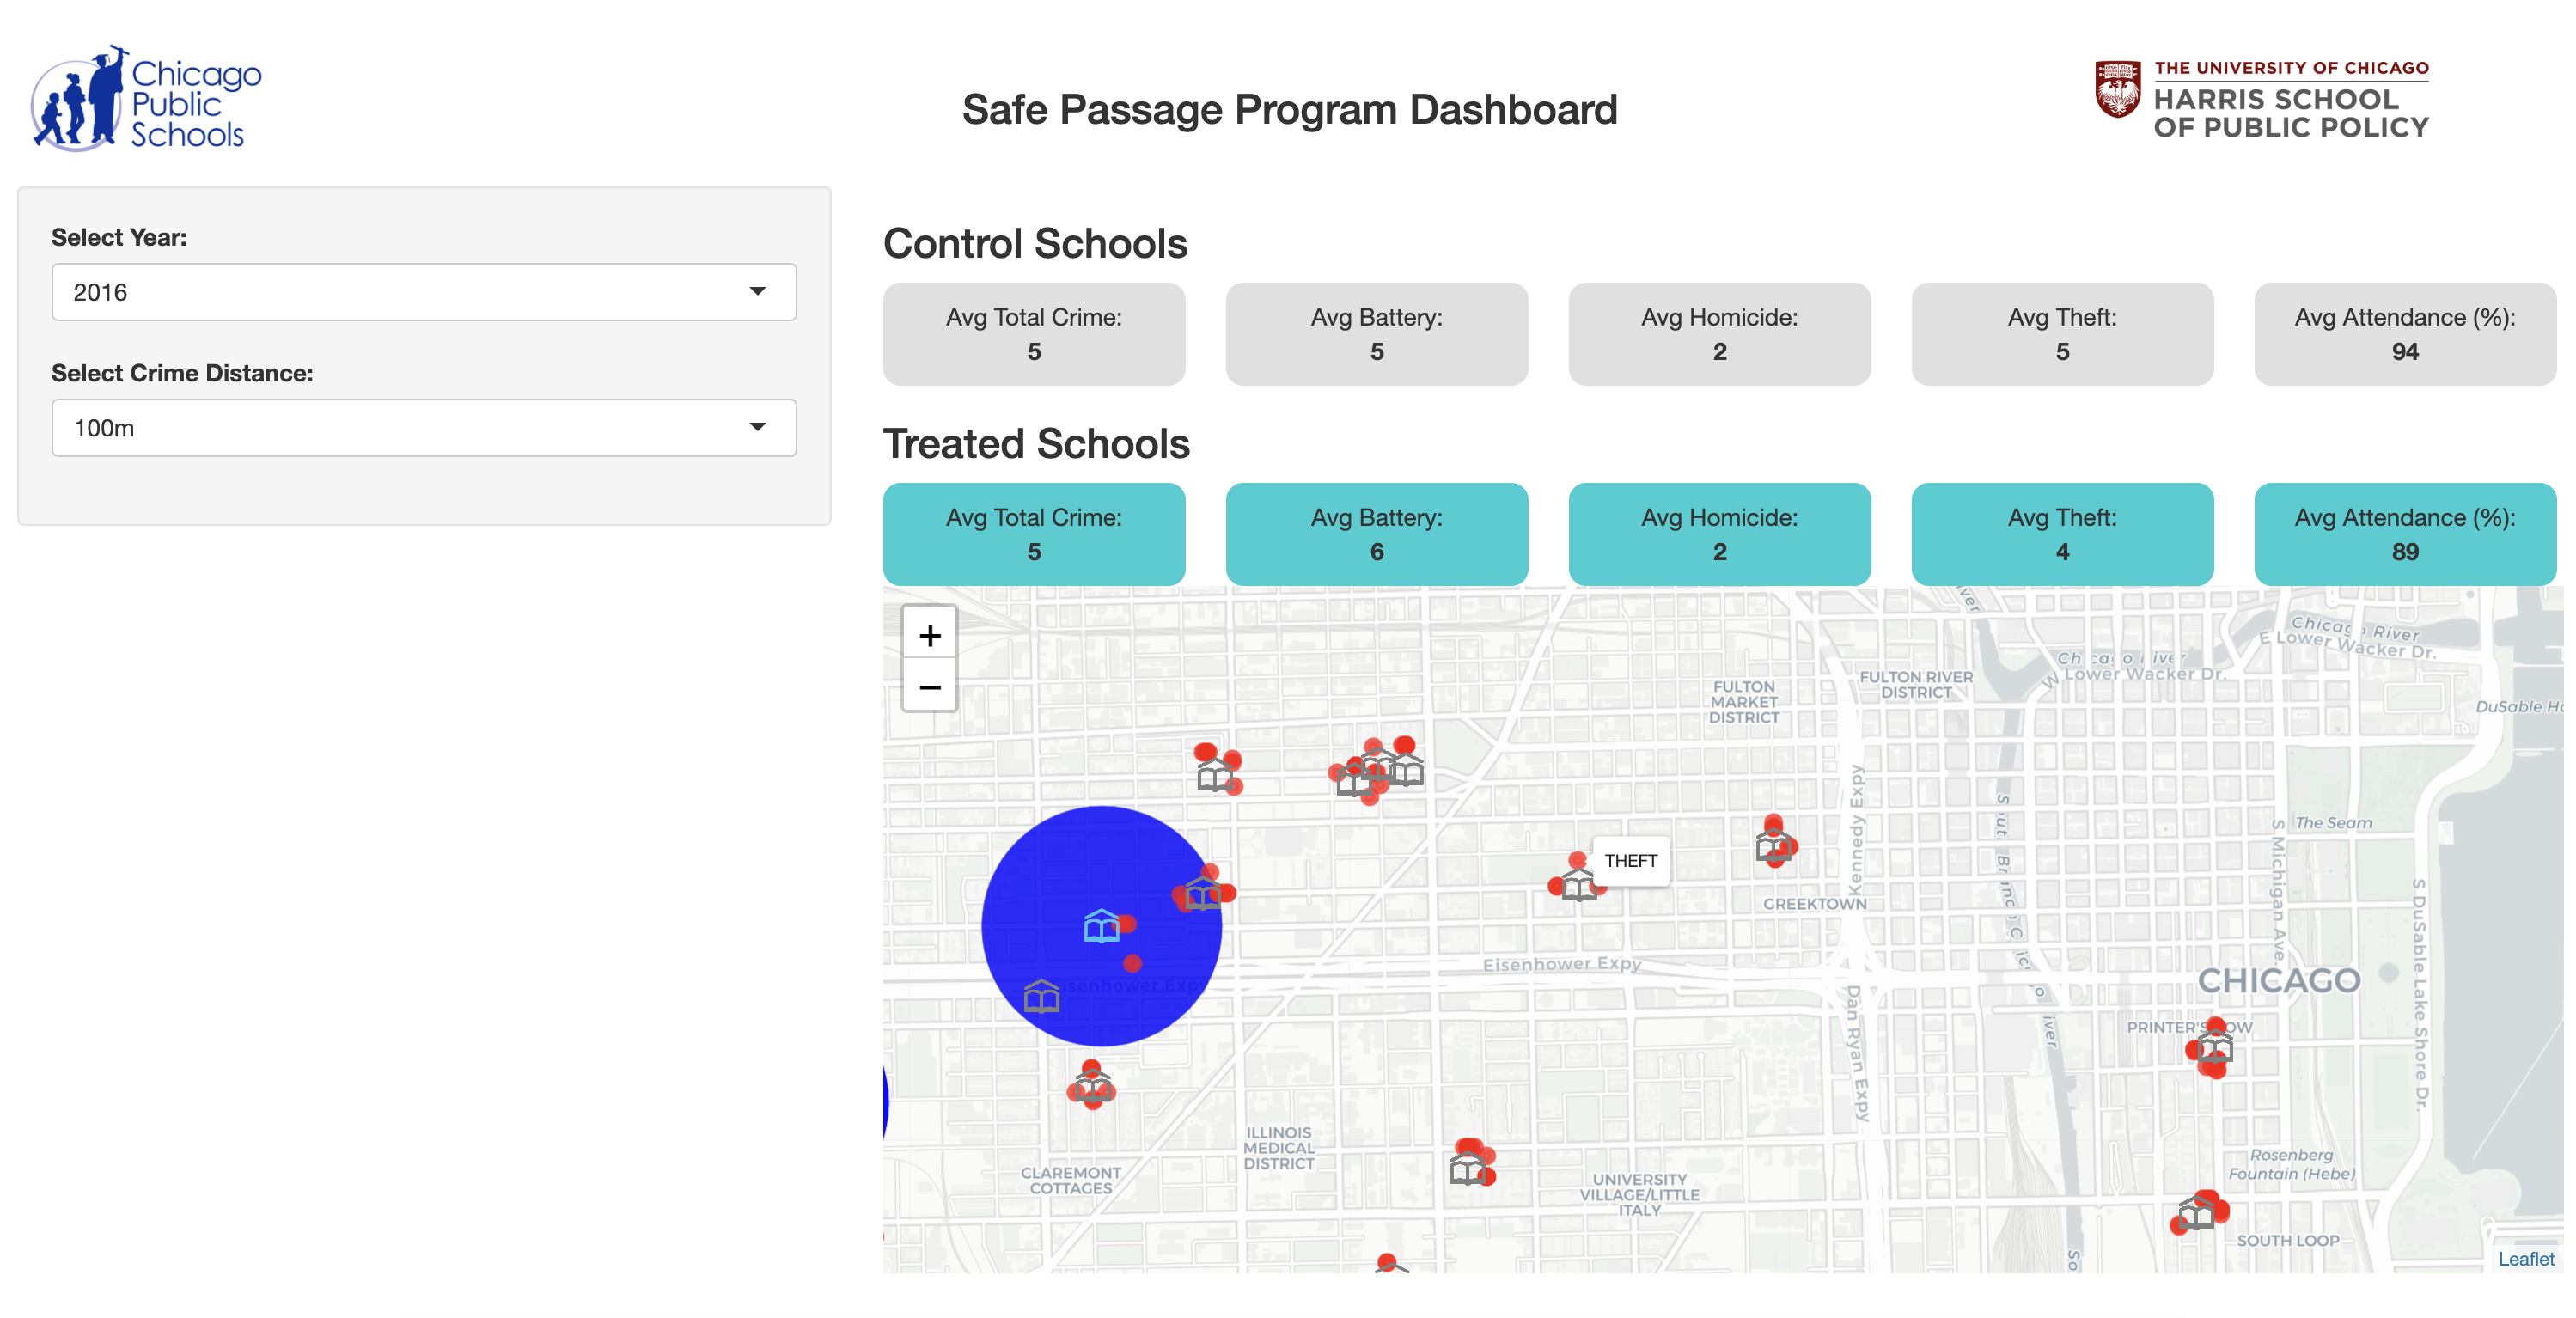 Chicago
Public
Schools
Safe Passage Program Dashboard
THE UNIVERSITY OF CHICAGO
HARRIS SCHOOL
OF PUBLIC POLICY
Select Year:
2016
Select Crime Distance:
100m
Control Schools
Avg Total Crime:
5
Avg Battery:
5
Avg Homicide:
2
Avg Theft:
5
Avg Attendance (%):
94
Treated Schools
Avg Total Crime:
5
Avg Battery:
6
Avg Homicide:
2
Avg Theft:
4
Avg Attendance (%):
89
+
−
Chicago River
E Lower Wacker Dr.
Chicago River
W Lower Wacker Dr.
FULTON RIVER
DISTRICT
FULTON
MARKET
DISTRICT
DuSable
Kennedy Expy
The Seam
S Michigan Ave.
S DuSable Lake Shore Dr.
THEFT
GREEKTOWN
Eisenhower Expy
Eisenhower Expy
Dan Ryan Expy
CHICAGO
PRINTER'S ROW
ILLINOIS
MEDICAL
DISTRICT
CLAREMONT
COTTAGES
UNIVERSITY
VILLAGE/LITTLE
ITALY
Rosenberg
Fountain (Hebe)
SOUTH LOOP
Leaflet